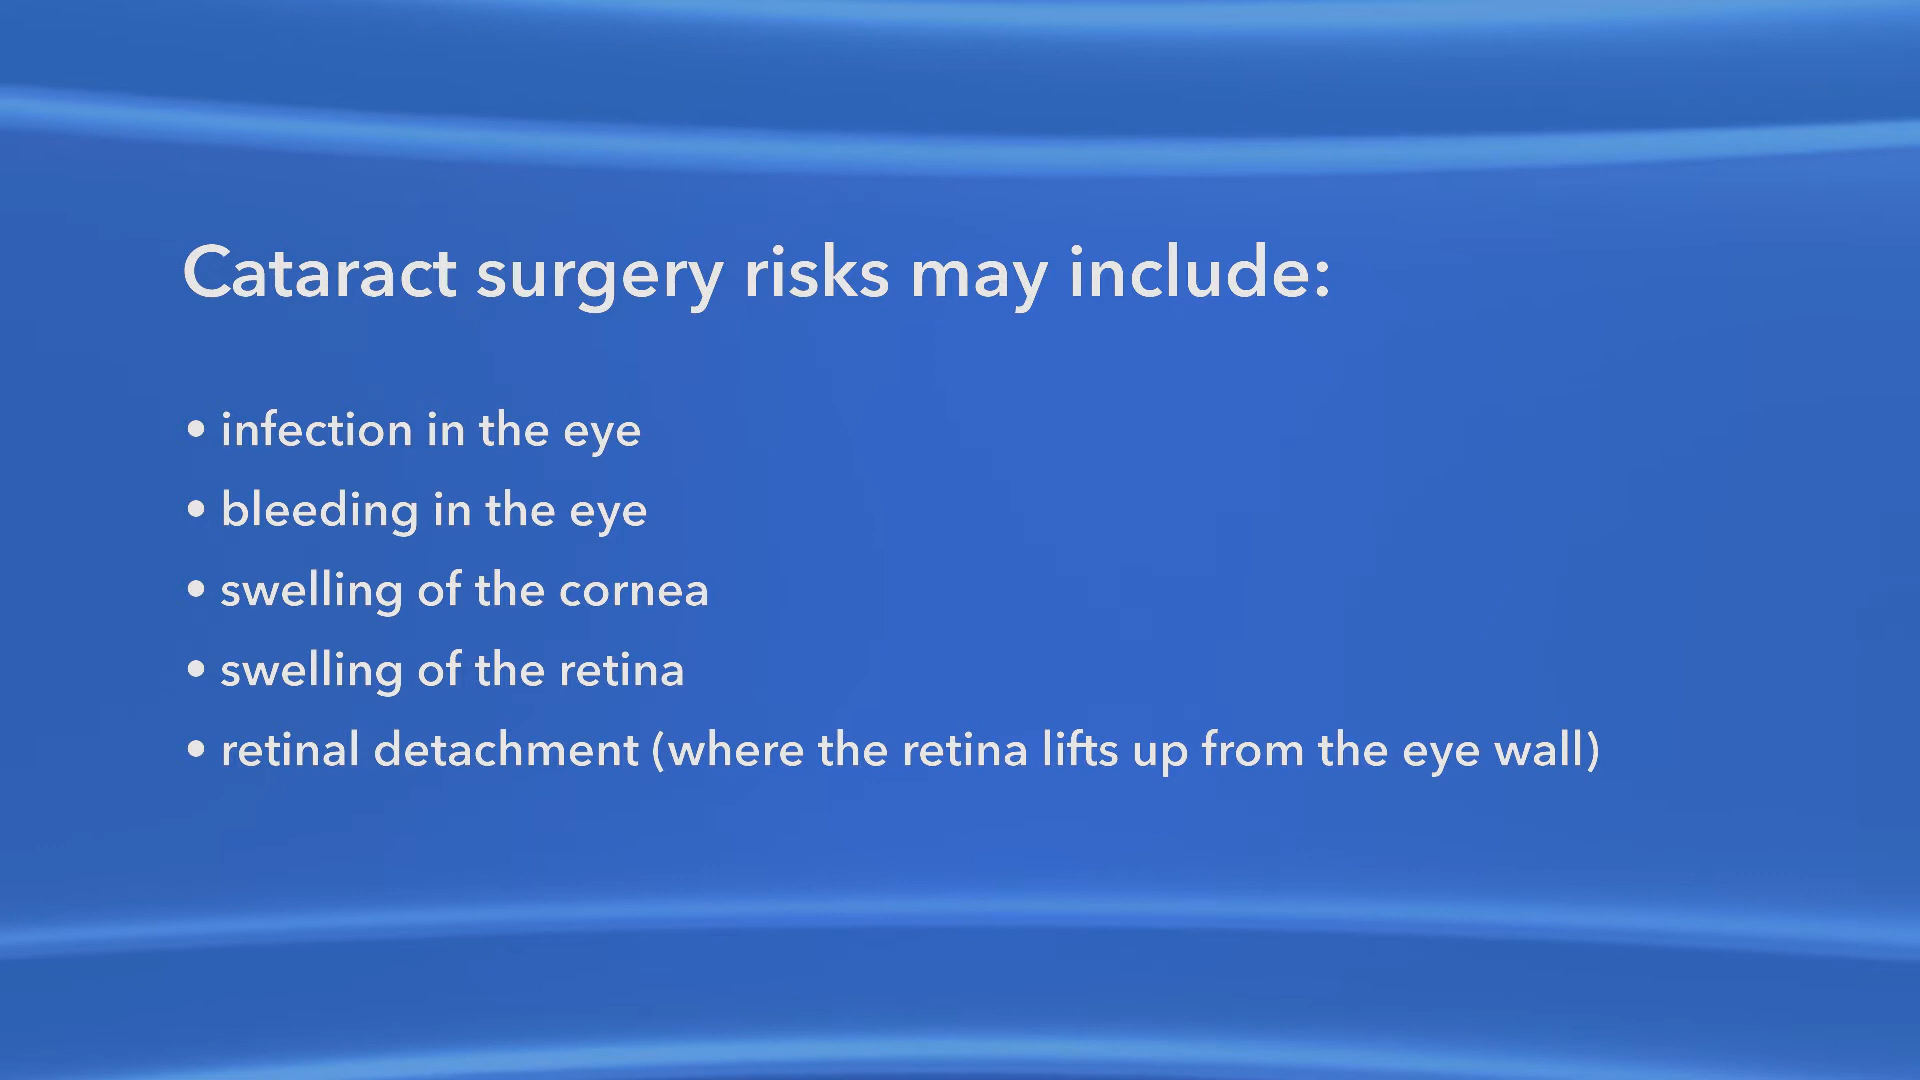 Cataract surgery risks may include:
• infection in the eye
• bleeding in the eye
• swelling of the cornea
• swelling of the retina
• retinal detachment (where the retina lifts up from the eye wall)